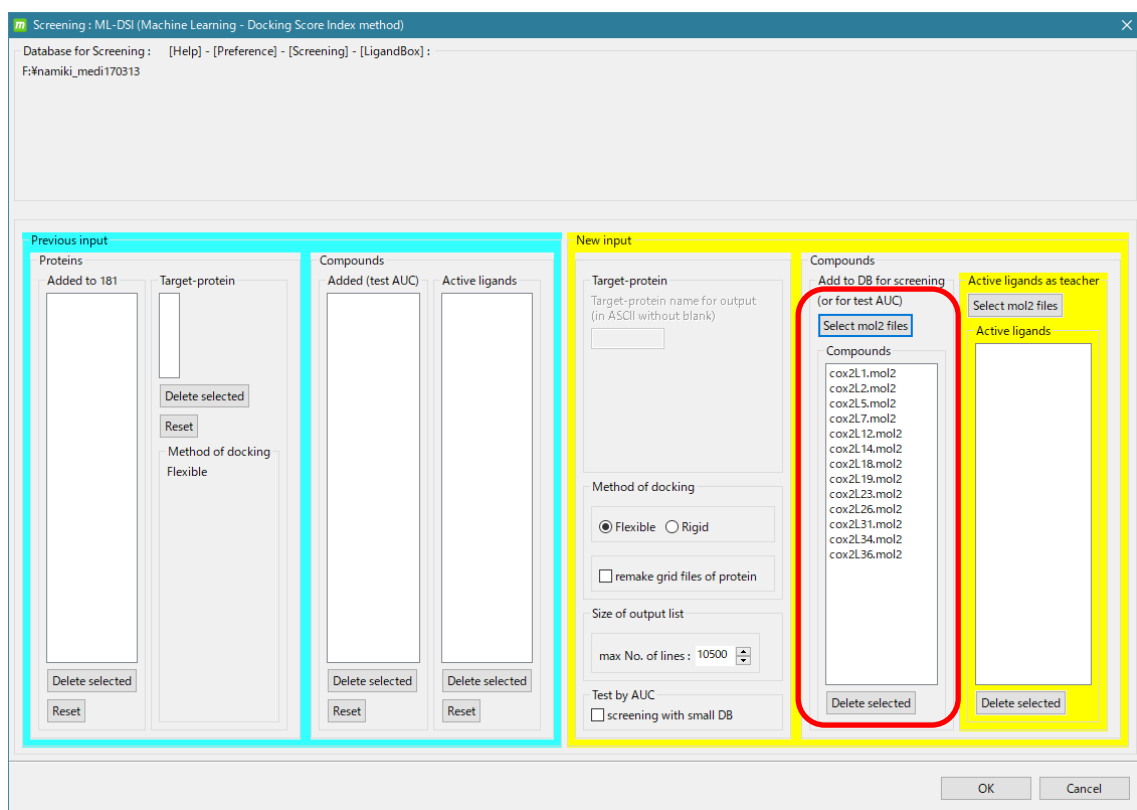 m Screening : ML-DSI (Machine Learning - Docking Score Index method)
Database for Screening : [Help] - [Preference] - [Screening] - [LigandBox] :
F:¥namiki_medi170313
Previous input
Proteins
Added to 181
Delete selected
Reset
Target-protein
Delete selected
Reset
Method of docking
Flexible
Compounds
Added (test AUC)
Delete selected
Reset
Active ligands
Delete selected
Reset
New input
Target-protein
Target-protein name for output
(in ASCII without blank)
Method of docking
Flexible Rigid
remake grid files of protein
Size of output list
max No. of lines : 10500
Test by AUC
screening with small DB
Compounds
Add to DB for screening
(or for test AUC)
Select mol2 files
Compounds
cox2L1.mol2
cox2L2.mol2
cox2L5.mol2
cox2L7.mol2
cox2L12.mol2
cox2L14.mol2
cox2L18.mol2
cox2L19.mol2
cox2L23.mol2
cox2L26.mol2
cox2L31.mol2
cox2L34.mol2
cox2L36.mol2
Delete selected
Active ligands as teacher
Select mol2 files
Active ligands
Delete selected
OK Cancel